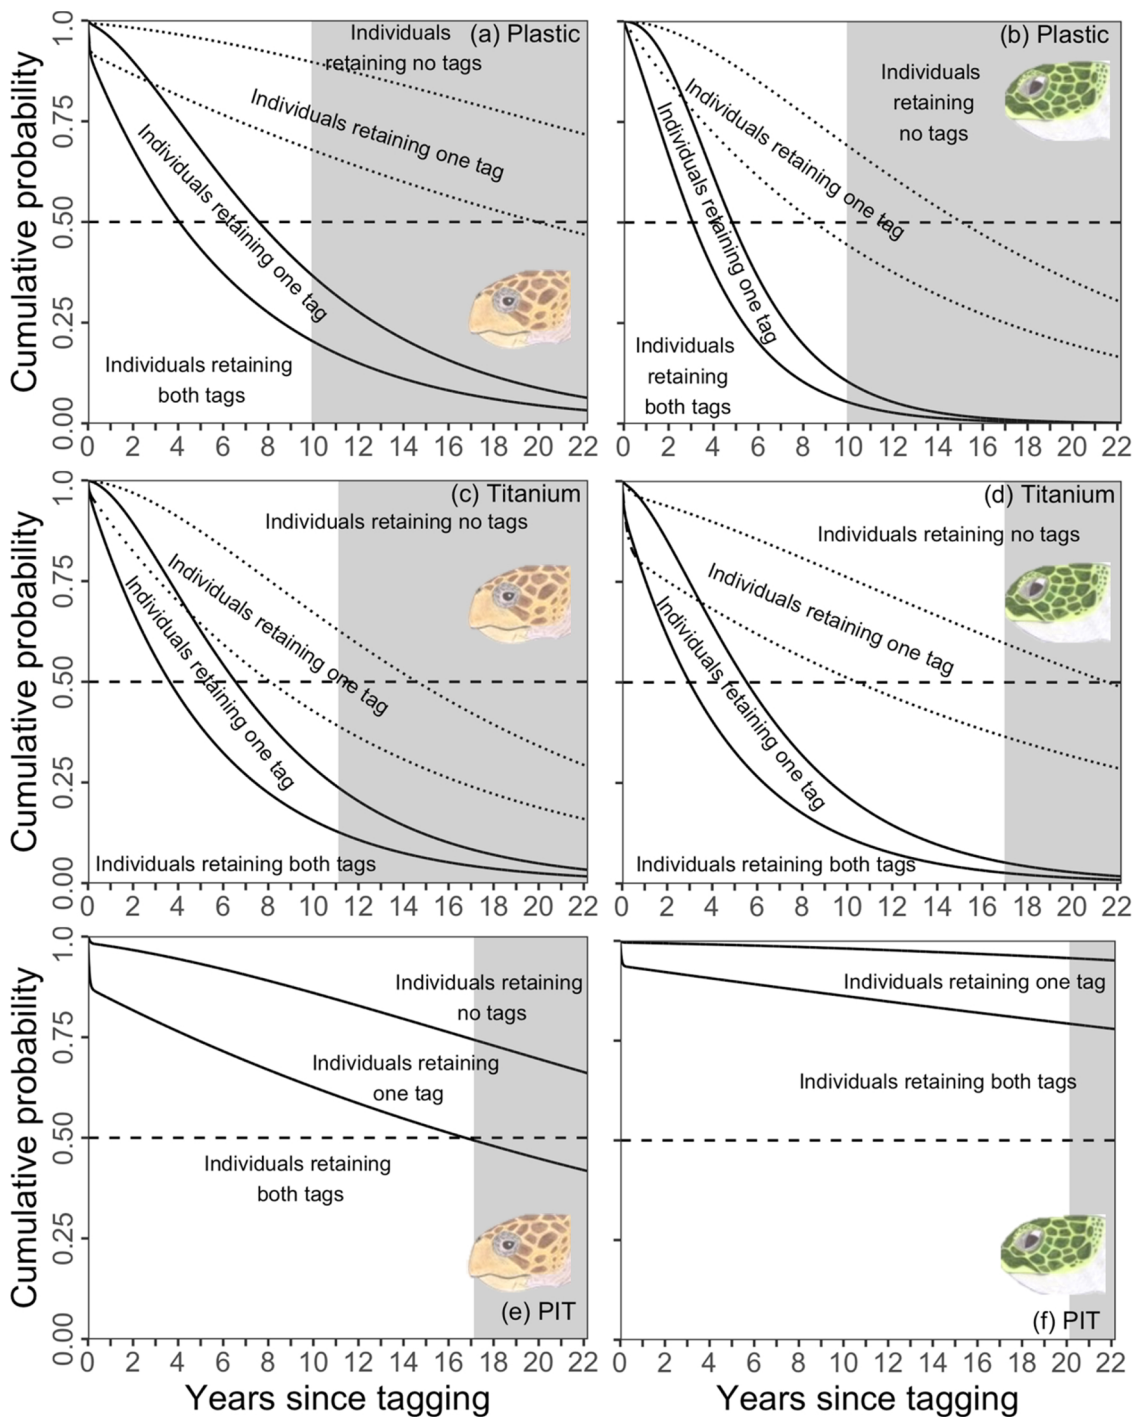 (a) Plastic
Individuals
retaining no tags
Individuals retaining one tag
Individuals retaining one tag
Individuals retaining
both tags
Cumulative probability
1.0
0.75
0.50
0.25
0.00
0 2 4 6 8 10 12 14 16 18 20 22
(b) Plastic
Individuals
retaining
no tags
Individuals retaining one tag
Individuals retaining one tag
Individuals
retaining
both tags
0 2 4 6 8 10 12 14 16 18 20 22
(c) Titanium
Individuals retaining no tags
Individuals retaining one tag
Individuals retaining one tag
Individuals retaining both tags
Cumulative probability
1.0
0.75
0.50
0.25
0.00
0 2 4 6 8 10 12 14 16 18 20 22
(d) Titanium
Individuals retaining no tags
Individuals retaining one tag
Individuals retaining one tag
Individuals retaining both tags
0 2 4 6 8 10 12 14 16 18 20 22
Individuals retaining
no tags
Individuals retaining
one tag
Individuals retaining
both tags
(e) PIT
Cumulative probability
1.0
0.75
0.50
0.25
0.00
0 2 4 6 8 10 12 14 16 18 20 22
Years since tagging
Individuals retaining one tag
Individuals retaining both tags
(f) PIT
0 2 4 6 8 10 12 14 16 18 20 22
Years since tagging